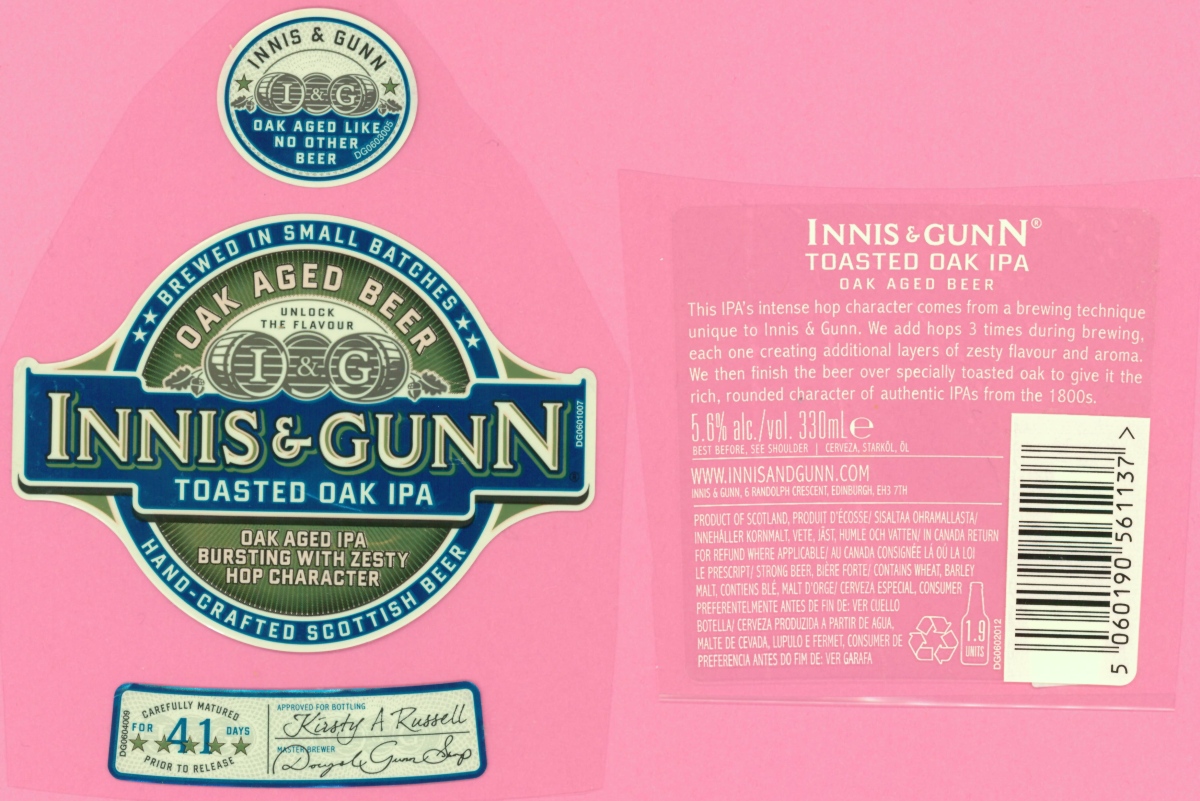 INNIS & GUNN
I & G
OAK AGED LIKE
NO OTHER
BEER
DG0603005
BREWED IN SMALL BATCHES
OAK AGED BEER
UNLOCK
THE FLAVOUR
I & G
INNIS & GUNN
DG0601007
TOASTED OAK IPA
OAK AGED IPA
BURSTING WITH ZESTY
HOP CHARACTER
HAND-CRAFTED SCOTTISH BEER
DG0604009
CAREFULLY MATURED
FOR 41 DAYS
PRIOR TO RELEASE
APPROVED FOR BOTTLING
Kirsty A Russell
MASTER BREWER
Dougal Gunn Sharp
INNIS & GUNN®
TOASTED OAK IPA
OAK AGED BEER
This IPA's intense hop character comes from a brewing technique
unique to Innis & Gunn. We add hops 3 times during brewing,
each one creating additional layers of zesty flavour and aroma.
We then finish the beer over specially toasted oak to give it the
rich, rounded character of authentic IPAs from the 1800s.
5.6% alc./vol. 330ml e
BEST BEFORE, SEE SHOULDER | CERVEZA, STARKÖL, ÖL
WWW.INNISANDGUNN.COM
INNIS & GUNN, 6 RANDOLPH CRESCENT, EDINBURGH, EH3 7TH
PRODUCT OF SCOTLAND, PRODUIT D'ÉCOSSE/ SISALTAA OHRAMALLASTA/
INNEHÅLLER KORNMALT, VETE, JÄST, HUMLE OCH VATTEN/ IN CANADA RETURN
FOR REFUND WHERE APPLICABLE/ AU CANADA CONSIGNÉE LÀ OÙ LA LOI
LE PRESCRIPT/ STRONG BEER, BIÈRE FORTE/ CONTAINS WHEAT, BARLEY
MALT, CONTIENS BLÉ, MALT D'ORGE/ CERVEZA ESPECIAL, CONSUMER
PREFERENTELMENTE ANTES DE FIN DE: VER CUELLO
BOTELLA/ CERVEZA PRODUZIDA A PARTIR DE AGUA,
MALTE DE CEVADA, LUPULO E FERMET, CONSUMER DE
PREFERENCIA ANTES DO FIM DE: VER GARAFA
1.9
UNITS
DG0602012
5 060190 561137 >